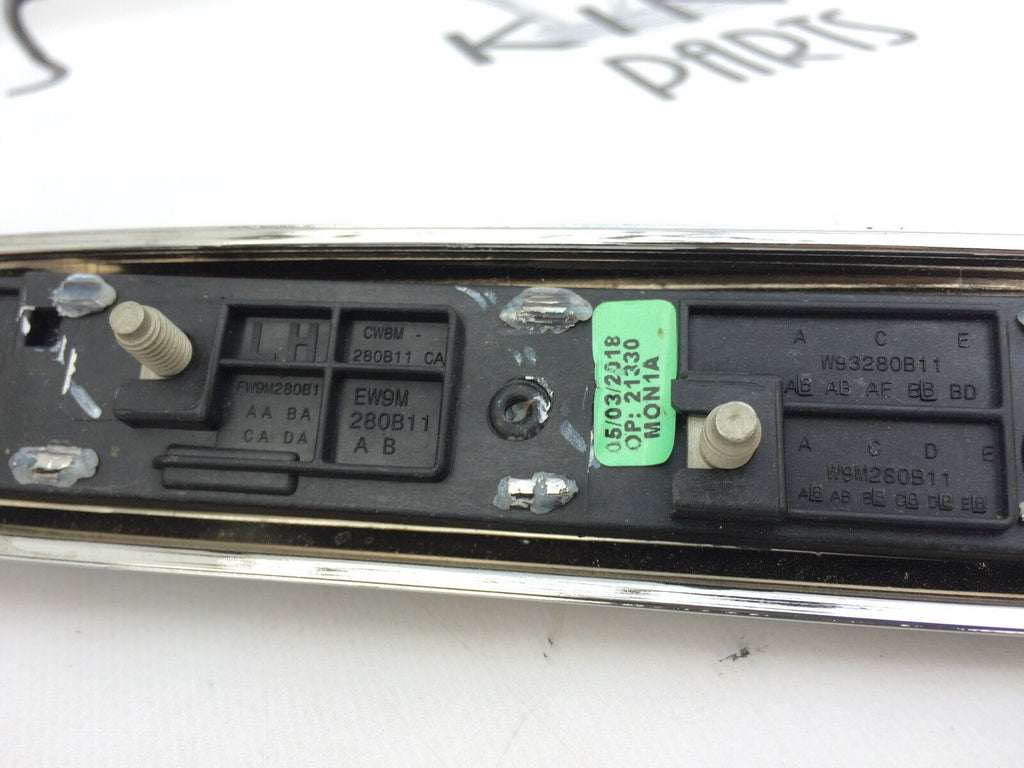 PARTS
LH
CW8M -
280B11 CA
FW9M280B1
AA BA
CA DA
EW9M
280B11
A B
05/03/2018
OP: 21330
MON1A
A C E
W93280B11
AB AB AF BB BD
A C D E
W9M280B11
AB AB BB CB DB EB